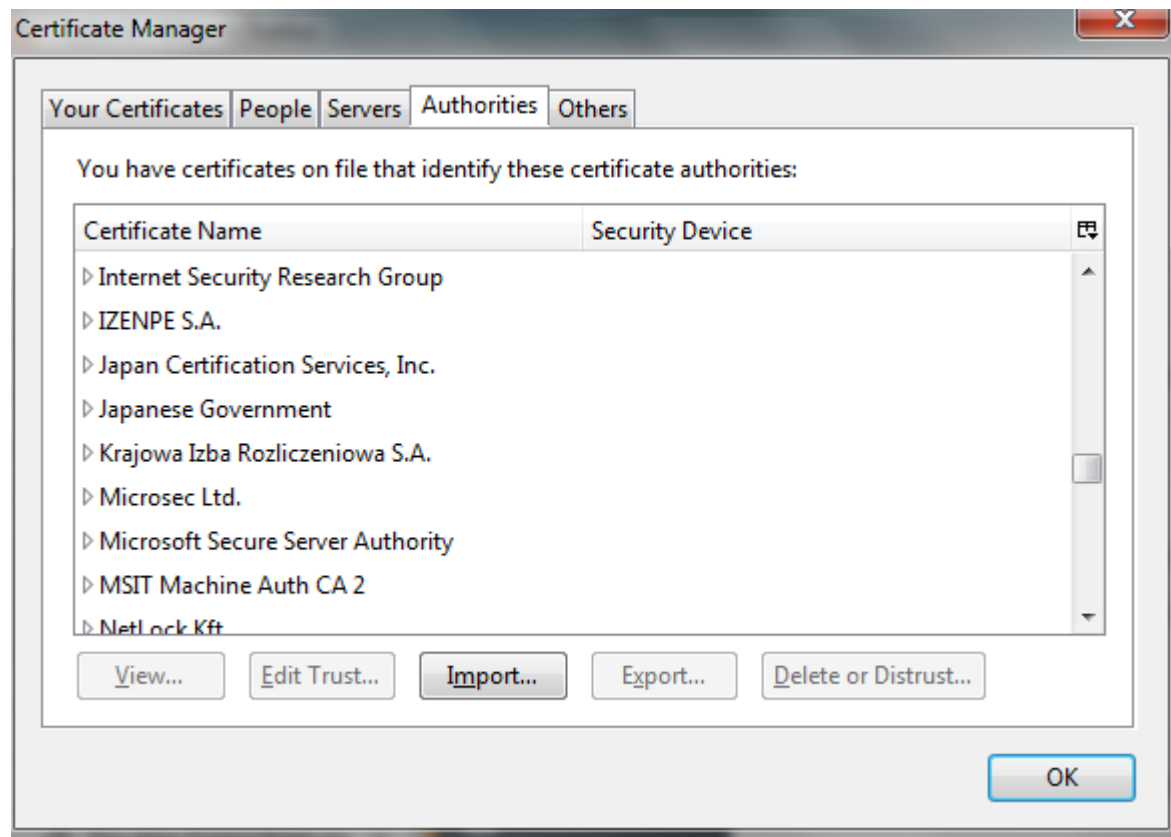 Certificate Manager
Your Certificates People Servers Authorities Others
You have certificates on file that identify these certificate authorities:
Certificate Name Security Device
Internet Security Research Group
IZENPE S.A.
Japan Certification Services, Inc.
Japanese Government
Krajowa Izba Rozliczeniowa S.A.
Microsec Ltd.
Microsoft Secure Server Authority
MSIT Machine Auth CA 2
NetLock Kft
View... Edit Trust... Import... Export... Delete or Distrust...
OK